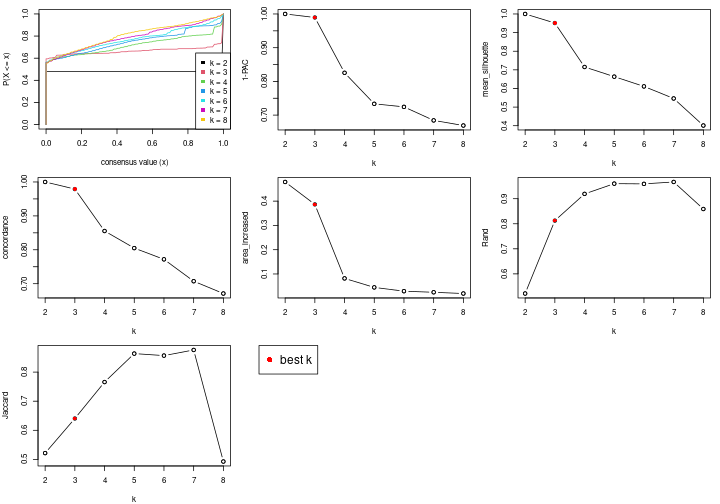 P(X <= x)
0.0 0.2 0.4 0.6 0.8 1.0
k = 2
k = 3
k = 4
k = 5
k = 6
k = 7
k = 8
0.0 0.2 0.4 0.6 0.8 1.0
consensus value (x)
1-PAC
0.70 0.80 0.90 1.00
2 3 4 5 6 7 8
k
mean_silhouette
0.4 0.5 0.6 0.7 0.8 0.9 1.0
2 3 4 5 6 7 8
k
concordance
0.70 0.80 0.90 1.00
2 3 4 5 6 7 8
k
area_increased
0.1 0.2 0.3 0.4
2 3 4 5 6 7 8
k
Rand
0.6 0.7 0.8 0.9
2 3 4 5 6 7 8
k
Jaccard
0.5 0.6 0.7 0.8
2 3 4 5 6 7 8
k
best k